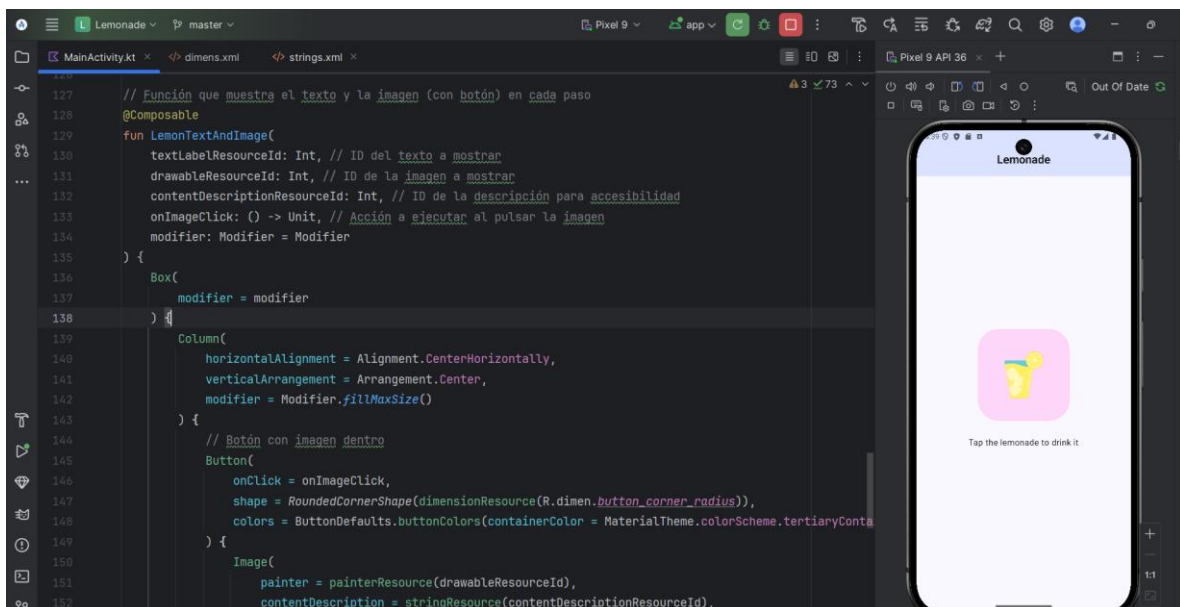 L Lemonade master Pixel 9 app
MainActivity.kt dimens.xml strings.xml
Pixel 9 API 36
3 73
Out Of Date
127 // Función que muestra el texto y la imagen (con botón) en cada paso
128 @Composable
129 fun LemonTextAndImage(
130 textLabelResourceId: Int, // ID del texto a mostrar
131 drawableResourceId: Int, // ID de la imagen a mostrar
132 contentDescriptionResourceId: Int, // ID de la descripción para accesibilidad
133 onImageClick: () -> Unit, // Acción a ejecutar al pulsar la imagen
134 modifier: Modifier = Modifier
135 ) {
136 Box(
137 modifier = modifier
138 ) {
139 Column(
140 horizontalAlignment = Alignment.CenterHorizontally,
141 verticalArrangement = Arrangement.Center,
142 modifier = Modifier.fillMaxSize()
143 ) {
144 // Botón con imagen dentro
145 Button(
146 onClick = onImageClick,
147 shape = RoundedCornerShape(dimensionResource(R.dimen.button_corner_radius)),
148 colors = ButtonDefaults.buttonColors(containerColor = MaterialTheme.colorScheme.tertiaryConta
149 ) {
150 Image(
151 painter = painterResource(drawableResourceId),
152 contentDescription = stringResource(contentDescriptionResourceId),
Lemonade
Tap the lemonade to drink it
1:1